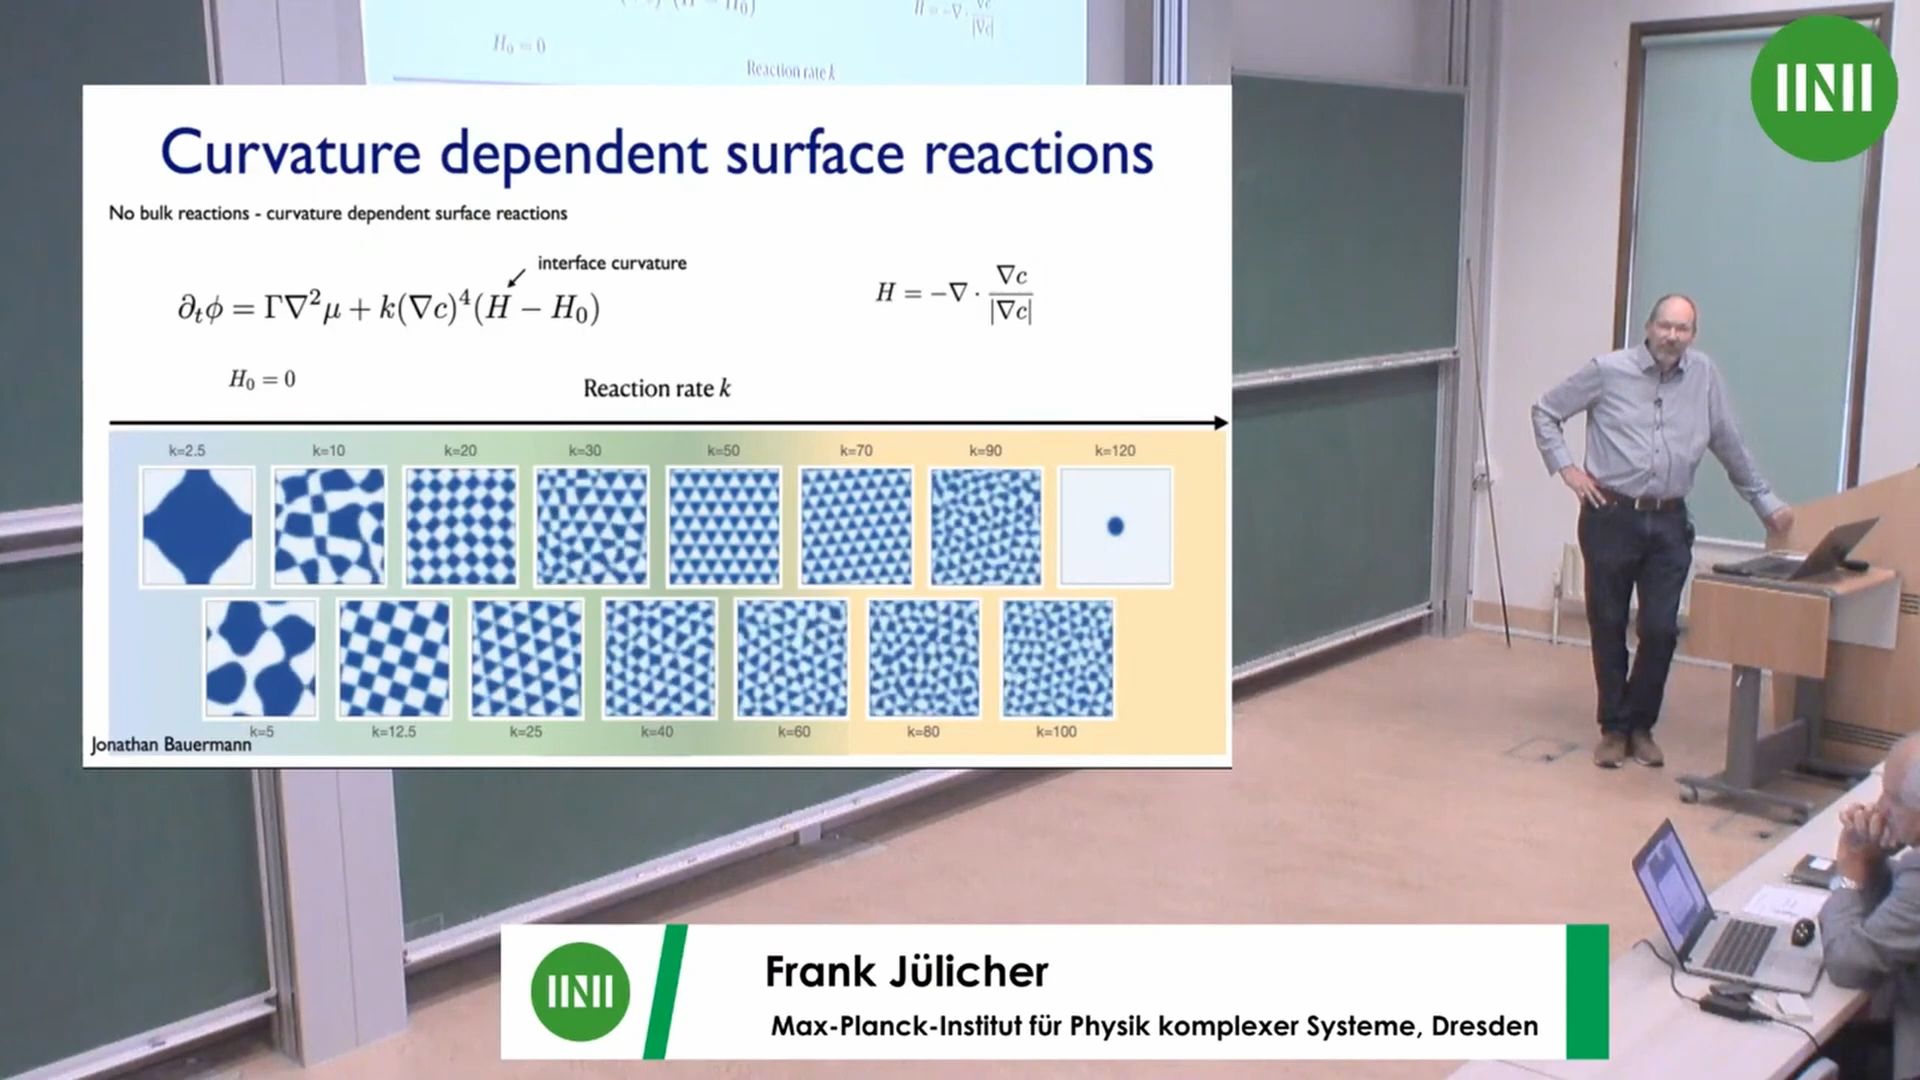 H₀ = 0
Reaction rate k
Curvature dependent surface reactions
No bulk reactions - curvature dependent surface reactions
interface curvature
∂ₜϕ = Γ∇²μ + k(∇c)⁴(H − H₀)
H = −∇ · ∇c / |∇c|
H₀ = 0
Reaction rate k
k=2.5 k=10 k=20 k=30 k=50 k=70 k=90 k=120
k=5 k=12.5 k=25 k=40 k=60 k=80 k=100
Jonathan Bauermann
Frank Jülicher
Max-Planck-Institut für Physik komplexer Systeme, Dresden